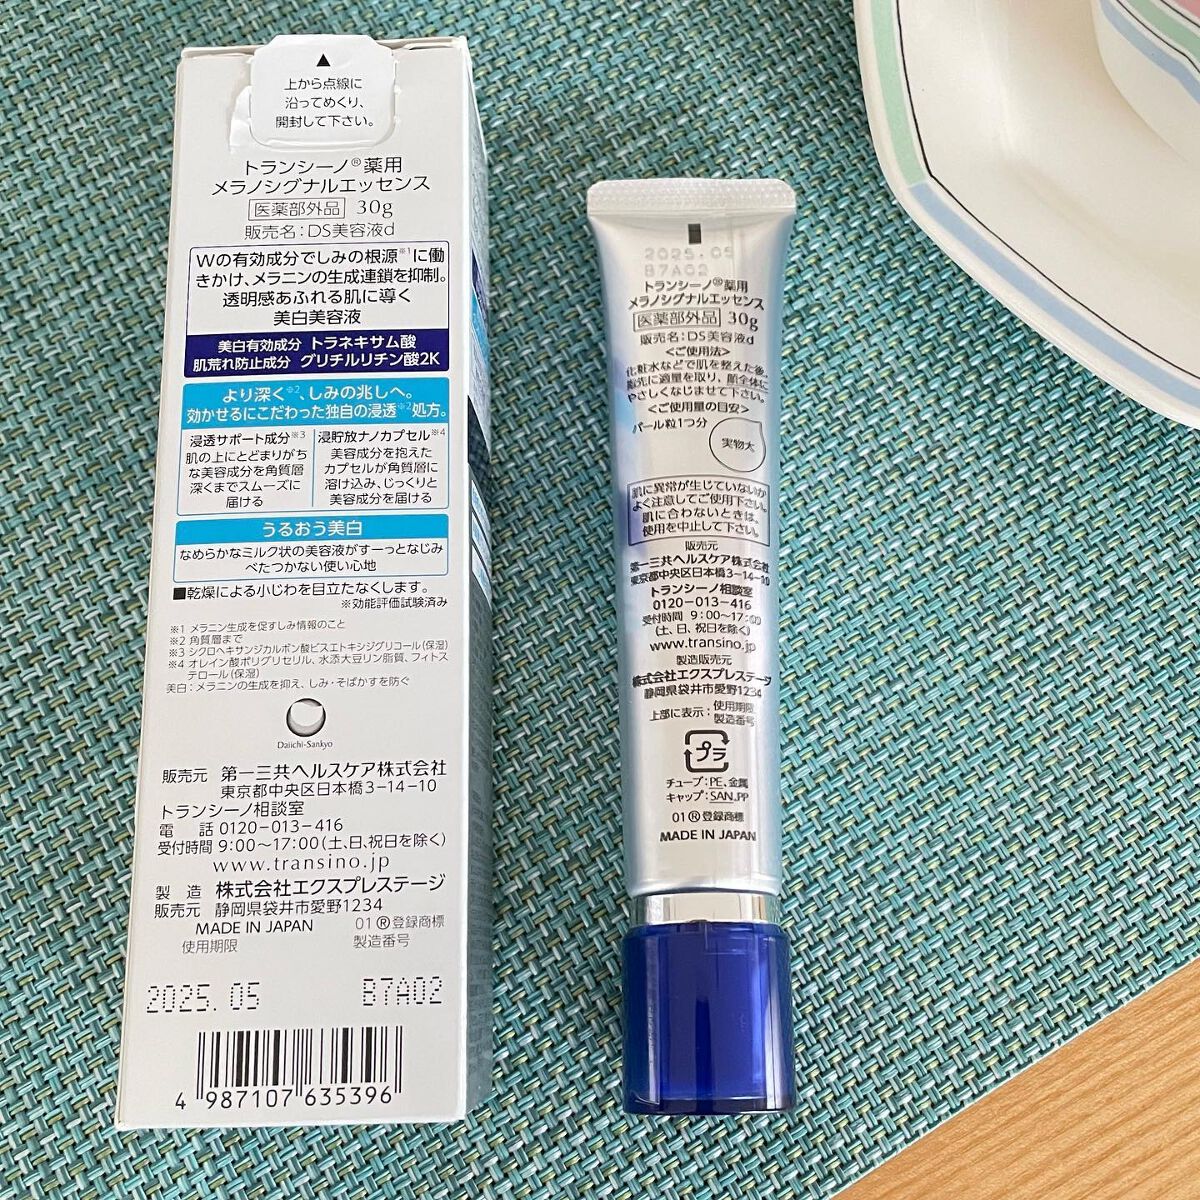 ▲
上から点線に
沿ってめくり、
開封して下さい。
トランシーノ®薬用
メラノシグナルエッセンス
医薬部外品 30g
販売名：DS美容液d
Wの有効成分でしみの根源※1に働
きかけ、メラニンの生成連鎖を抑制。
透明感あふれる肌に導く
美白美容液
美白有効成分 トラネキサム酸
肌荒れ防止成分 グリチルリチン酸2K
より深く※2、しみの兆しへ。
効かせるにこだわった独自の浸透※2処方。
浸透サポート成分※3
肌の上にとどまりがち
な美容成分を角質層
深くまでスムーズに
届ける
浸貯放ナノカプセル※4
美容成分を抱えた
カプセルが角質層に
溶け込み、じっくりと
美容成分を届ける
うるおう美白
なめらかなミルク状の美容液がすーっとなじみ
べたつかない使い心地
■乾燥による小じわを目立たなくします。
※効能評価試験済み
※1 メラニン生成を促すしみ情報のこと
※2 角質層まで
※3 シクロヘキサンジカルボン酸ビスエトキシジグリコール（保湿）
※4 オレイン酸ポリグリセリル、水添大豆リン脂質、フィトス
テロール（保湿）
美白：メラニンの生成を抑え、しみ・そばかすを防ぐ
Daiichi-Sankyo
販売元 第一三共ヘルスケア株式会社
東京都中央区日本橋3-14-10
トランシーノ相談室
電 話 0120-013-416
受付時間 9:00〜17:00（土、日、祝日を除く）
www.transino.jp
製造販売元 株式会社エクスプレステージ
静岡県袋井市愛野1234
MADE IN JAPAN 01®登録商標
使用期限 製造番号
2025.05 B7A02
4 987107 635396
2025.05
B7A02
トランシーノ®薬用
メラノシグナルエッセンス
医薬部外品 30g
販売名：DS美容液d
<ご使用法>
化粧水などで肌を整えた後、
指先に適量を取り、顔全体に
やさしくなじませて下さい。
<ご使用量の目安>
パール粒1つ分
実物大
肌に異常が生じていないか
よく注意してご使用下さい。
肌に合わないときは、
使用を中止して下さい。
販売元
第一三共ヘルスケア株式会社
東京都中央区日本橋3-14-10
トランシーノ相談室
0120-013-416
受付時間 9:00〜17:00
（土、日、祝日を除く）
www.transino.jp
製造販売元
株式会社エクスプレステージ
静岡県袋井市愛野1234
上部に表示：使用期限
製造番号
プラ
チューブ：PE、金属
キャップ：SAN、PP
01®登録商標
MADE IN JAPAN